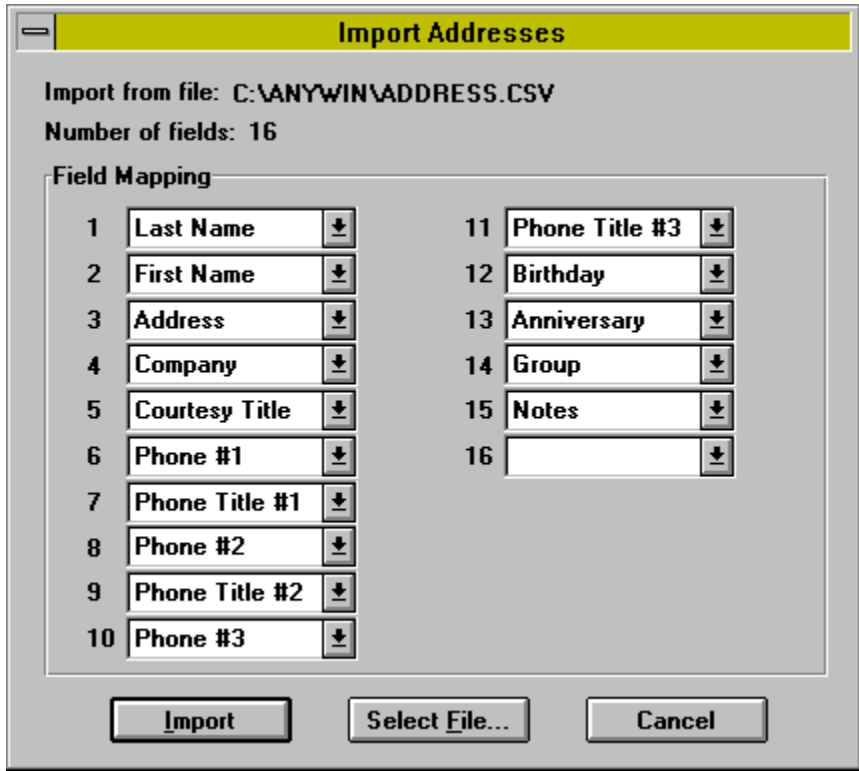 Import Addresses
Import from file: C:\ANYWIN\ADDRESS.CSV
Number of fields: 16
Field Mapping
1 Last Name
2 First Name
3 Address
4 Company
5 Courtesy Title
6 Phone #1
7 Phone Title #1
8 Phone #2
9 Phone Title #2
10 Phone #3
11 Phone Title #3
12 Birthday
13 Anniversary
14 Group
15 Notes
16
Import Select File... Cancel